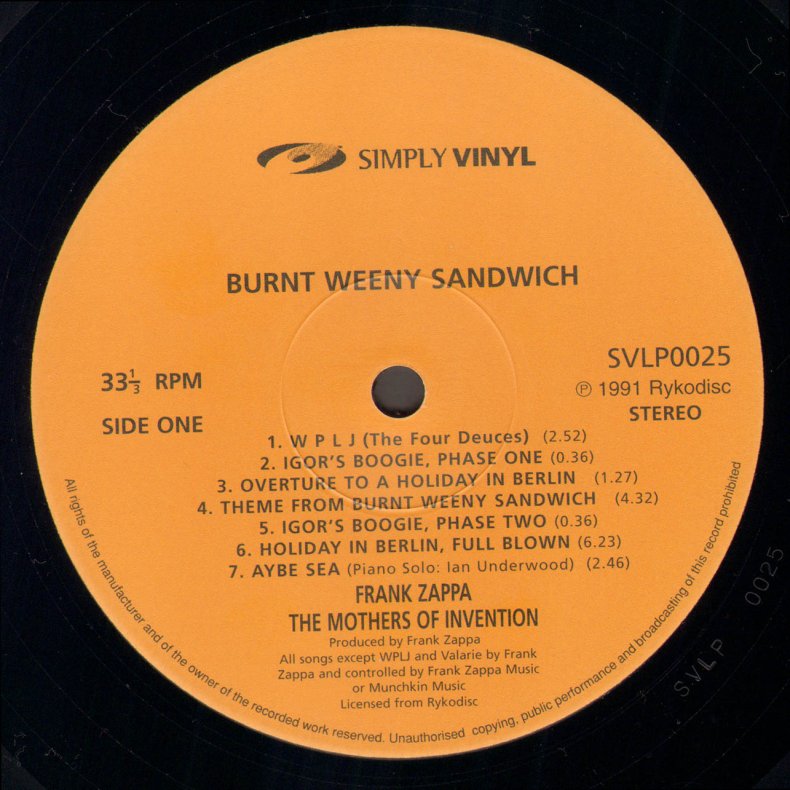 SIMPLY VINYL
BURNT WEENY SANDWICH
33⅓ RPM
SIDE ONE
SVLP0025
℗ 1991 Rykodisc
STEREO
1. W P L J (The Four Deuces) (2.52)
2. IGOR'S BOOGIE, PHASE ONE (0.36)
3. OVERTURE TO A HOLIDAY IN BERLIN (1.27)
4. THEME FROM BURNT WEENY SANDWICH (4.32)
5. IGOR'S BOOGIE, PHASE TWO (0.36)
6. HOLIDAY IN BERLIN, FULL BLOWN (6.23)
7. AYBE SEA (Piano Solo: Ian Underwood) (2.46)
FRANK ZAPPA
THE MOTHERS OF INVENTION
Produced by Frank Zappa
All songs except WPLJ and Valarie by Frank
Zappa and controlled by Frank Zappa Music
or Munchkin Music
Licensed from Rykodisc
All rights of the manufacturer and of the owner of the recorded work reserved. Unauthorised copying, public performance and broadcasting of this record prohibited
SVLP 0025